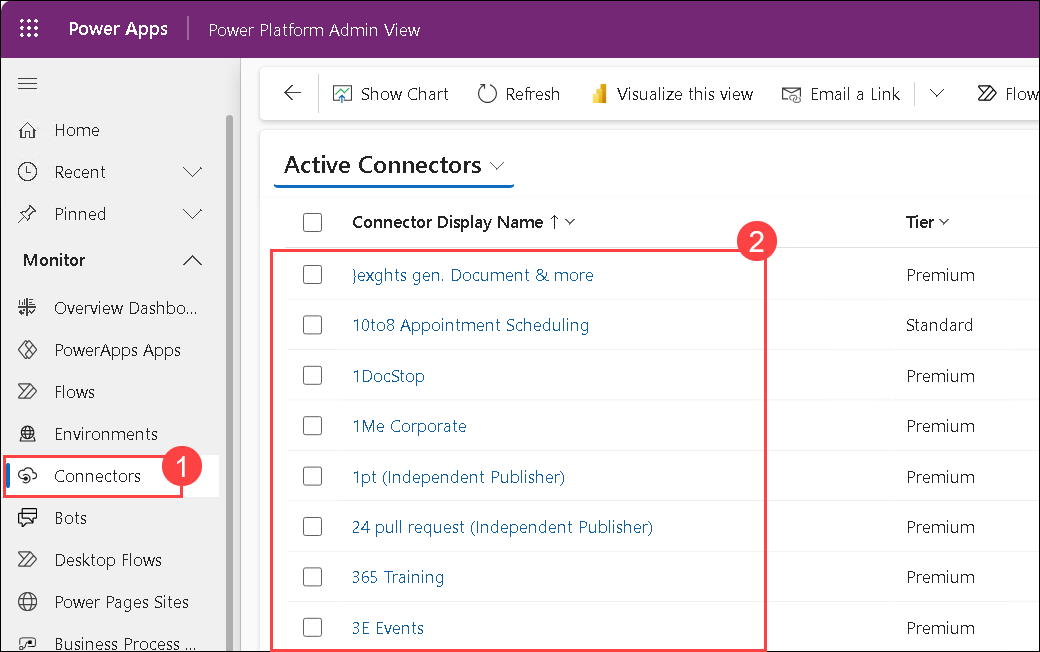 Power Apps | Power Platform Admin View
Show Chart Refresh Visualize this view Email a Link Flow
Home
Recent
Pinned
Monitor
Overview Dashbo...
PowerApps Apps
Flows
Environments
Connectors 1
Bots
Desktop Flows
Power Pages Sites
Business Process ...
Active Connectors
Connector Display Name ↑ Tier
2
}exghts gen. Document & more Premium
10to8 Appointment Scheduling Standard
1DocStop Premium
1Me Corporate Premium
1pt (Independent Publisher) Premium
24 pull request (Independent Publisher) Premium
365 Training Premium
3E Events Premium